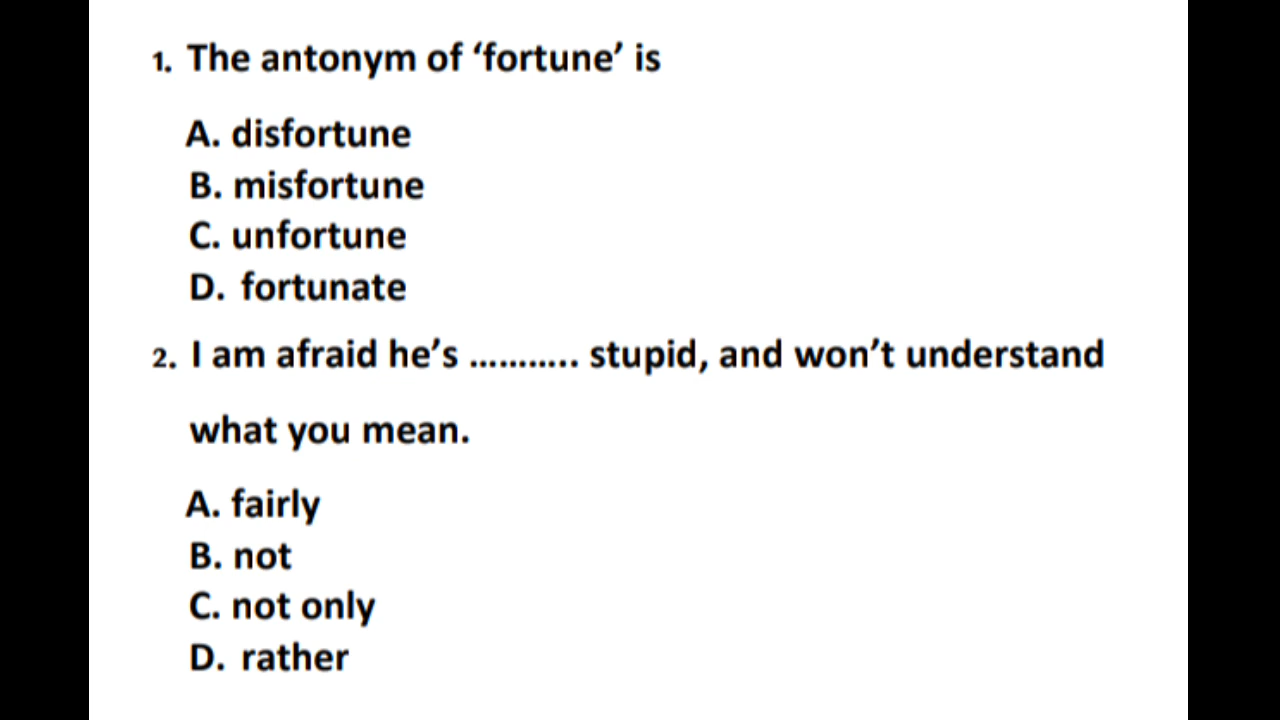 1. The antonym of ‘fortune’ is
A. disfortune
B. misfortune
C. unfortune
D. fortunate
2. I am afraid he’s ........... stupid, and won’t understand
what you mean.
A. fairly
B. not
C. not only
D. rather